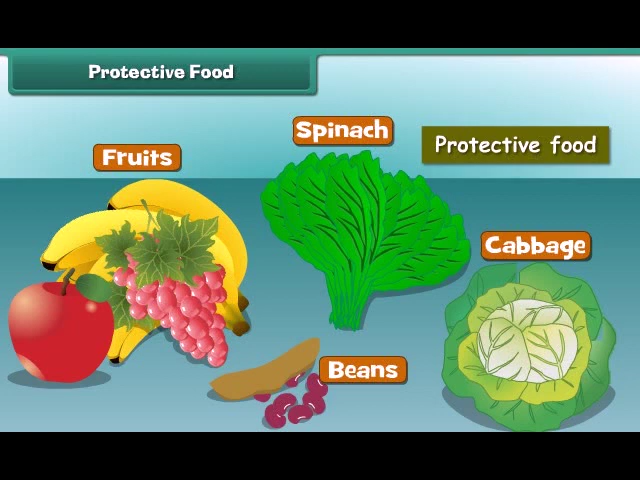 Protective Food
Spinach
Protective food
Fruits
Cabbage
Beans